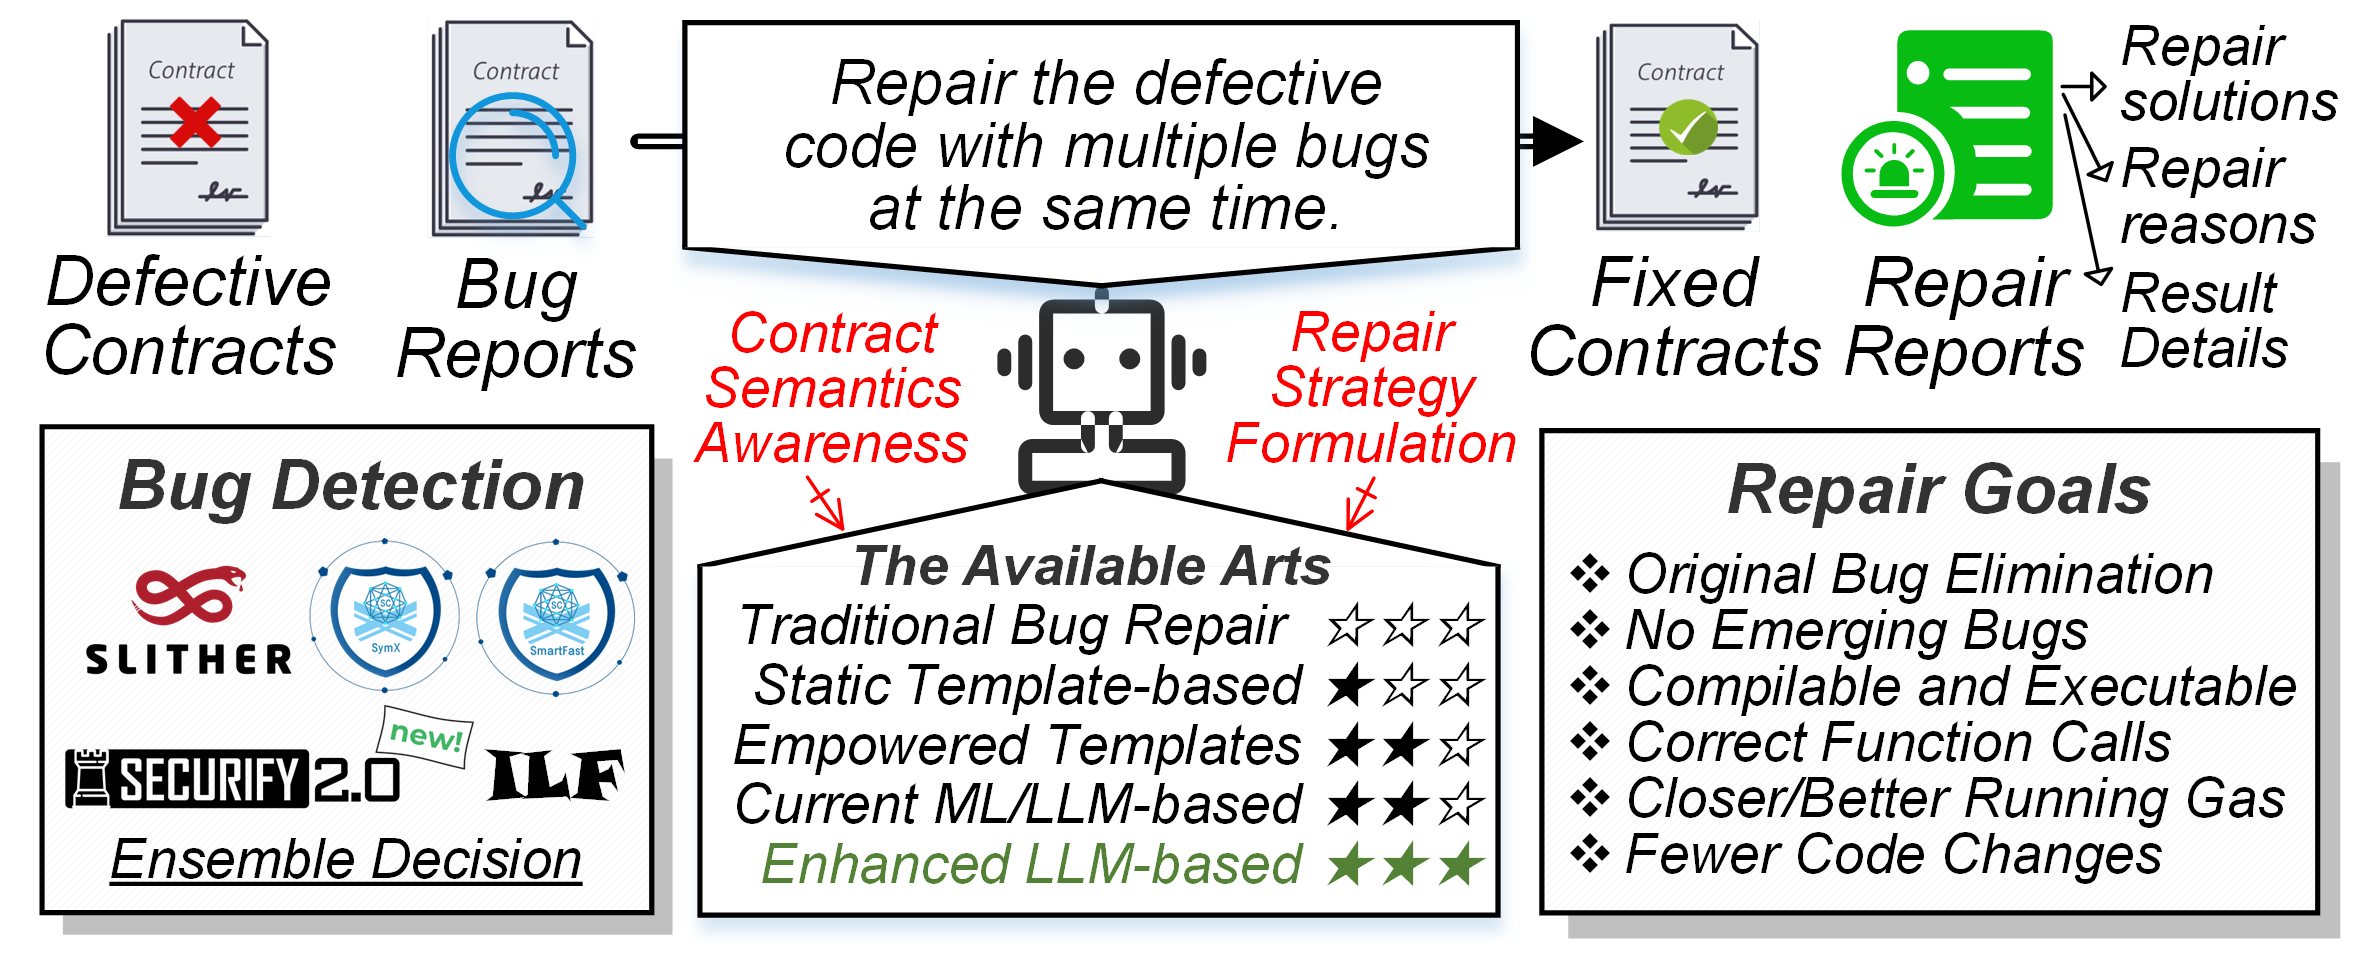 Contract
Defective
Contracts
Contract
Bug
Reports
Repair the defective
code with multiple bugs
at the same time.
Contract
Fixed
Contracts
Repair
Reports
Repair
solutions
Repair
reasons
Result
Details
Contract
Semantics
Awareness
Repair
Strategy
Formulation
Bug Detection
SLITHER
SC
SymX
SC
SmartFast
SECURIFY 2.0
new!
ILF
Ensemble Decision
The Available Arts
Traditional Bug Repair ☆☆☆
Static Template-based ★☆☆
Empowered Templates ★★☆
Current ML/LLM-based ★★☆
Enhanced LLM-based ★★★
Repair Goals
❖ Original Bug Elimination
❖ No Emerging Bugs
❖ Compilable and Executable
❖ Correct Function Calls
❖ Closer/Better Running Gas
❖ Fewer Code Changes